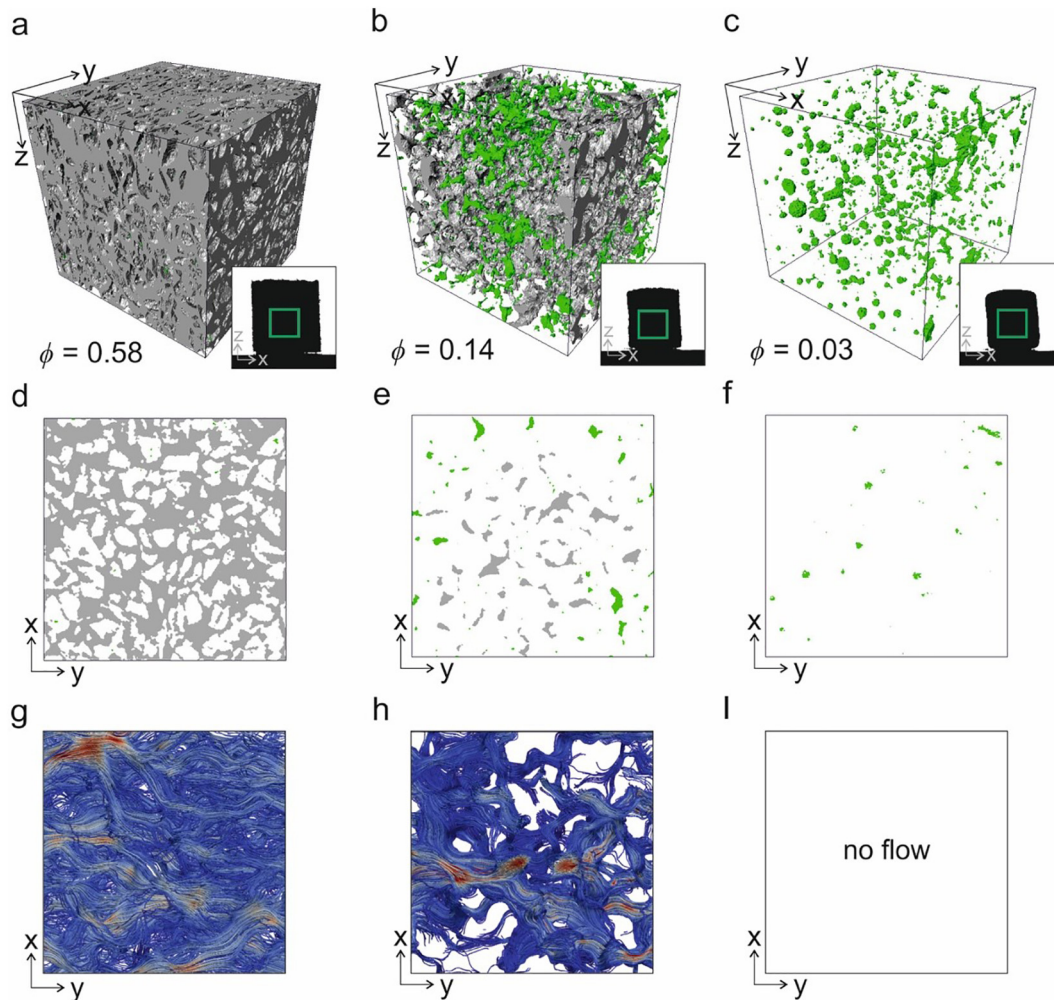 a
b
c
y
x
z
y
x
z
y
x
z
z
x
z
x
z
x
ϕ = 0.58
ϕ = 0.14
ϕ = 0.03
d
e
f
x
y
x
y
x
y
g
h
I
no flow
x
y
x
y
x
y